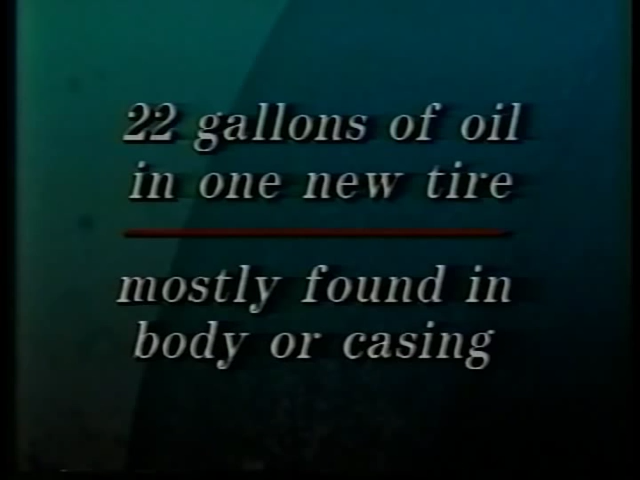 22 gallons of oil
in one new tire
mostly found in
body or casing